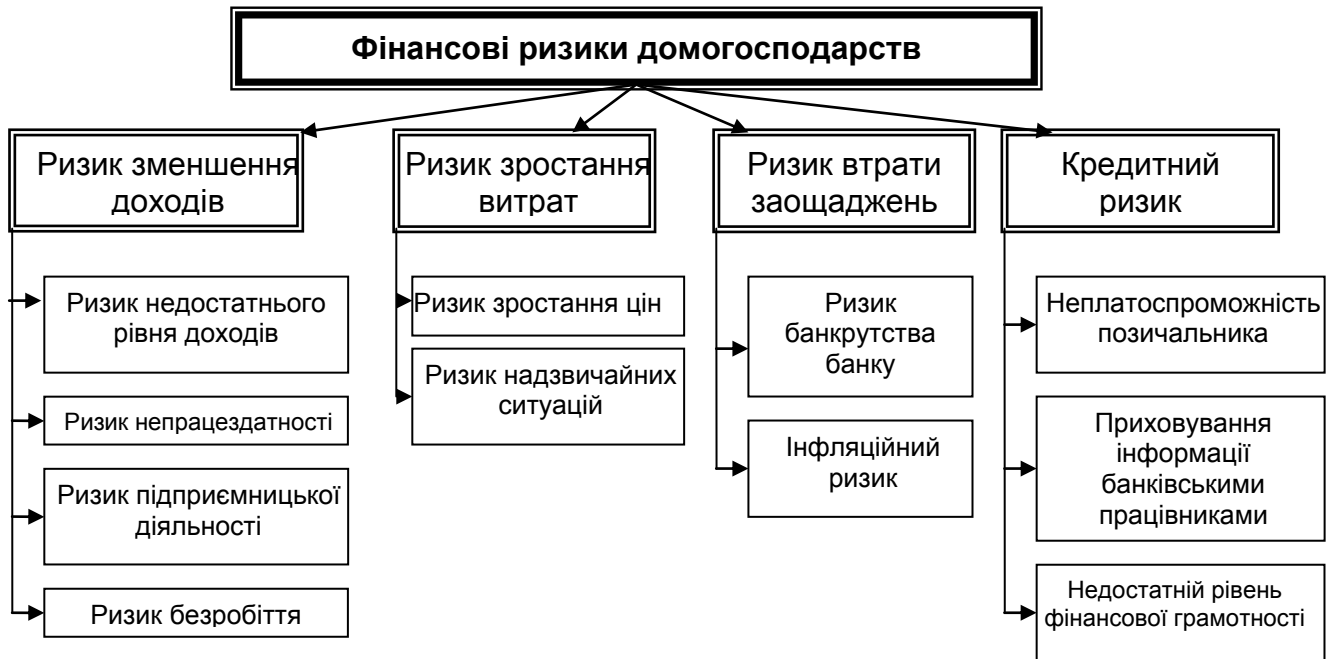 Фінансові ризики домогосподарств
Ризик зменшення
доходів
Ризик недостатнього
рівня доходів
Ризик непрацездатності
Ризик підприємницької
діяльності
Ризик безробіття
Ризик зростання
витрат
Ризик зростання цін
Ризик надзвичайних
ситуацій
Ризик втрати
заощаджень
Ризик
банкрутства
банку
Інфляційний
ризик
Кредитний
ризик
Неплатоспроможність
позичальника
Приховування
інформації
банківськими
працівниками
Недостатній рівень
фінансової грамотності